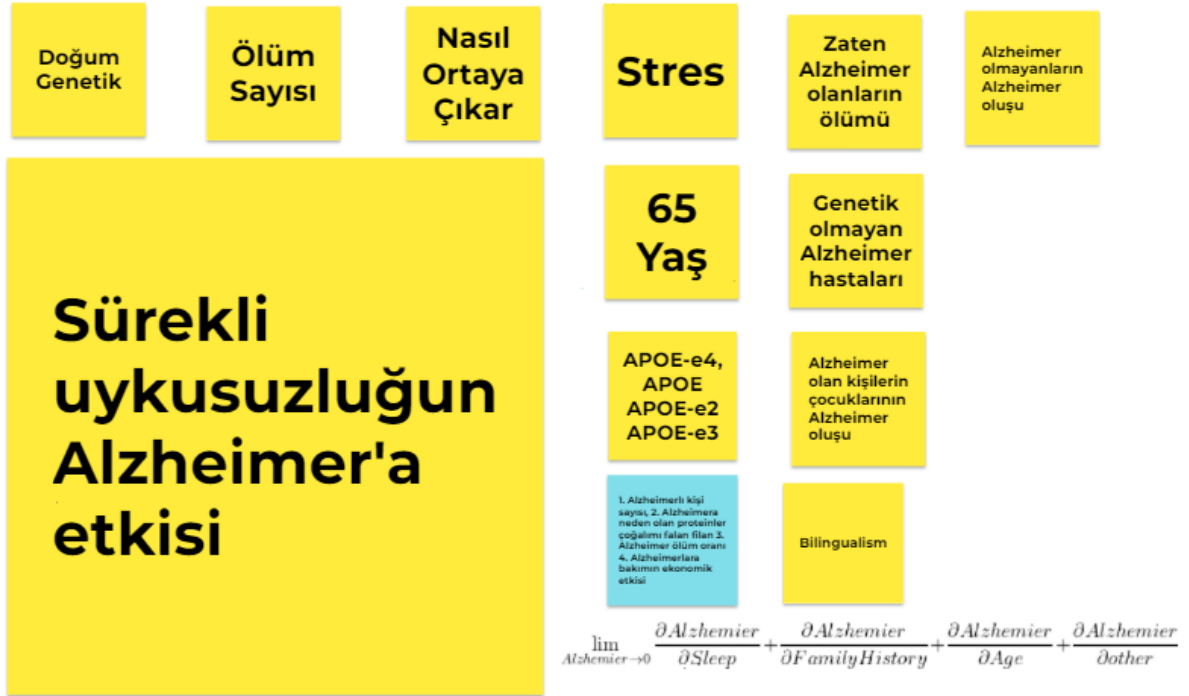 Doğum
Genetik
Ölüm
Sayısı
Nasıl
Ortaya
Çıkar
Stres
Zaten
Alzheimer
olanların
ölümü
Alzheimer
olmayanların
Alzheimer
oluşu
Sürekli
uykusuzluğun
Alzheimer'a
etkisi
65
Yaş
Genetik
olmayan
Alzheimer
hastaları
APOE-e4,
APOE
APOE-e2
APOE-e3
Alzheimer
olan kişilerin
çocuklarının
Alzheimer
oluşu
1. Alzheimerlı kişi
sayısı, 2. Alzheimera
neden olan proteinler
çoğalımı falan filan 3.
Alzheimer ölüm oranı
4. Alzheimerlara
bakımın ekonomik
etkisi
Bilingualism
lim Alzhemier→0 ∂Alzhemier/∂Sleep + ∂Alzhemier/∂FamilyHistory + ∂Alzhemier/∂Age + ∂Alzhemier/∂other